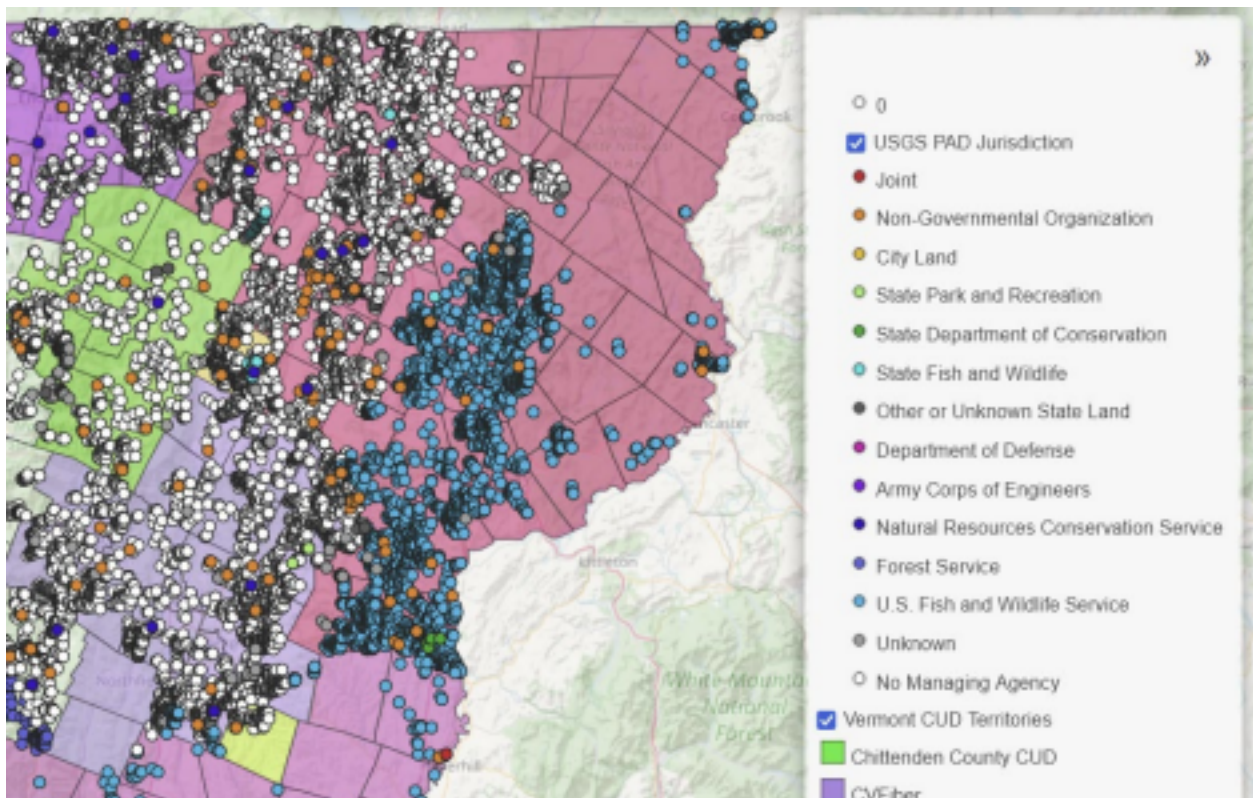 »
0
USGS PAD Jurisdiction
Joint
Non-Governmental Organization
City Land
State Park and Recreation
State Department of Conservation
State Fish and Wildlife
Other or Unknown State Land
Department of Defense
Army Corps of Engineers
Natural Resources Conservation Service
Forest Service
U.S. Fish and Wildlife Service
Unknown
No Managing Agency
Vermont CUD Territories
Chittenden County CUD
CVFiber
Littleton
White Mounta
National
Forest